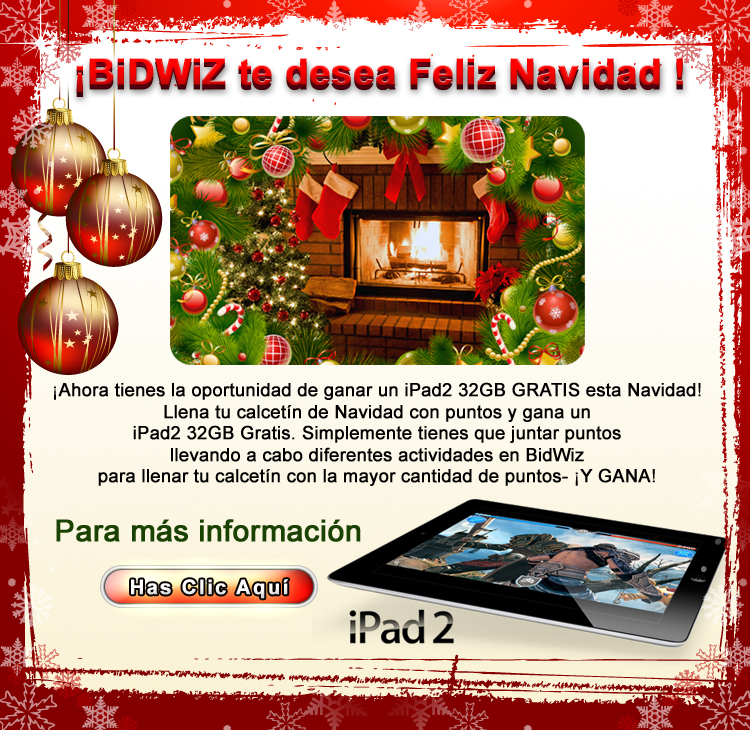 ¡BiDWiZ te desea Feliz Navidad !
¡Ahora tienes la oportunidad de ganar un iPad2 32GB GRATIS esta Navidad!
Llena tu calcetín de Navidad con puntos y gana un
iPad2 32GB Gratis. Simplemente tienes que juntar puntos
llevando a cabo diferentes actividades en BidWiz
para llenar tu calcetín con la mayor cantidad de puntos- ¡Y GANA!
Para más información
Has Clic Aquí
iPad 2